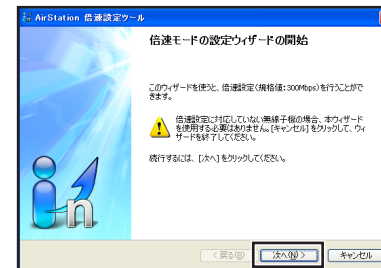 AirStation 倍速設定ツール
倍速モードの設定ウィザードの開始
このウィザードを使うと、倍速設定(規格値:300Mbps)を行うことがで
きます。
倍速設定に対応していない無線子機の場合、本ウィザード
を使用する必要はありません。[キャンセル]をクリックして、ウィ
ザードを終了してください。
続行するには、[次へ]をクリックしてください。
in
< 戻る(B) 次へ(N) > キャンセル